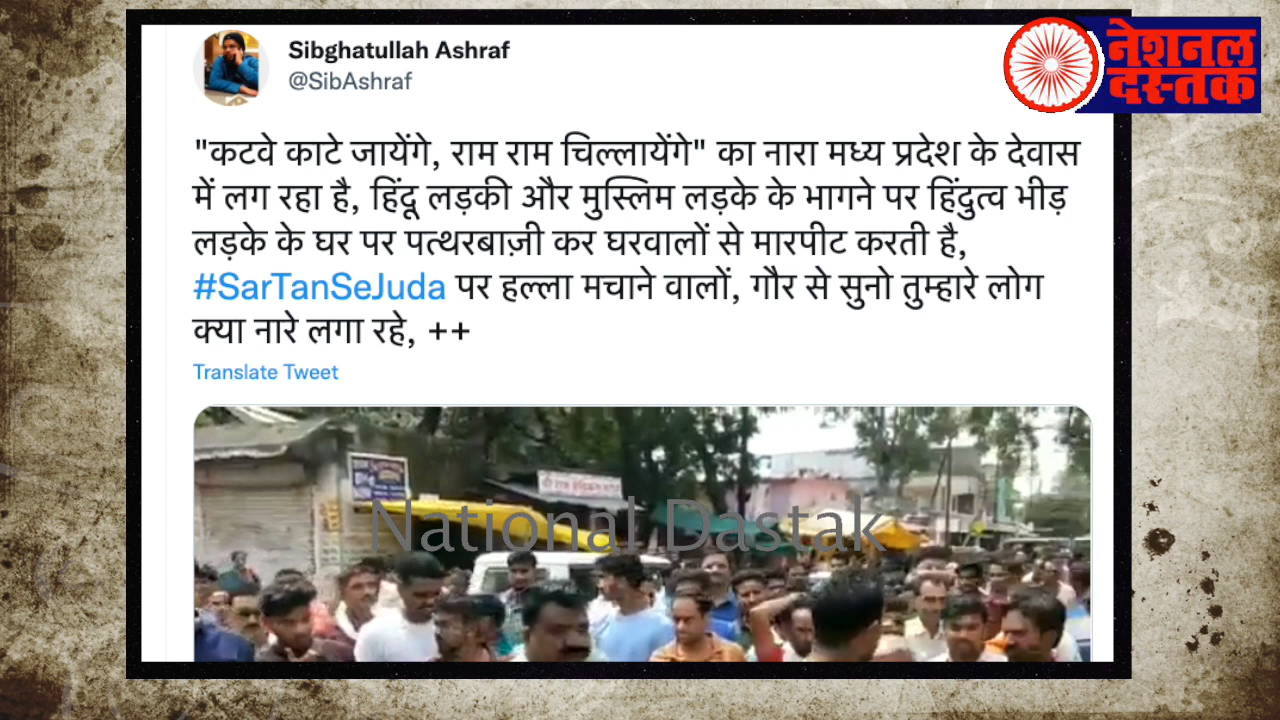 Sibghatullah Ashraf
@SibAshraf
नेशनल
दस्तक
"कटवे काटे जायेंगे, राम राम चिल्लायेंगे" का नारा मध्य प्रदेश के देवास
में लग रहा है, हिंदू लड़की और मुस्लिम लड़के के भागने पर हिंदुत्व भीड़
लड़के के घर पर पत्थरबाज़ी कर घरवालों से मारपीट करती है,
#SarTanSeJuda पर हल्ला मचाने वालों, गौर से सुनो तुम्हारे लोग
क्या नारे लगा रहे, ++
Translate Tweet
National Dastak